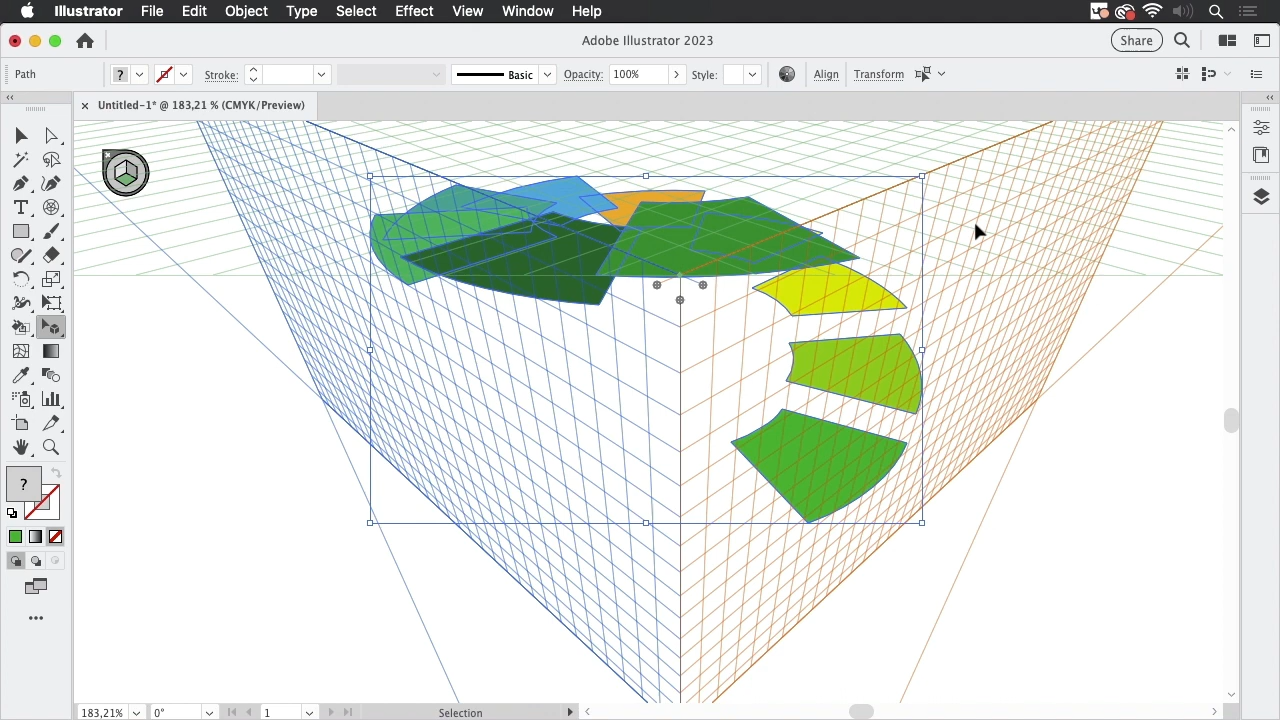 Illustrator File Edit Object Type Select Effect View Window Help
Adobe Illustrator 2023
Share
Path
?
Stroke:
Basic
Opacity: 100%
Style:
Align
Transform
× Untitled-1* @ 183,21 % (CMYK/Preview)
?
183,21%
0°
1
Selection